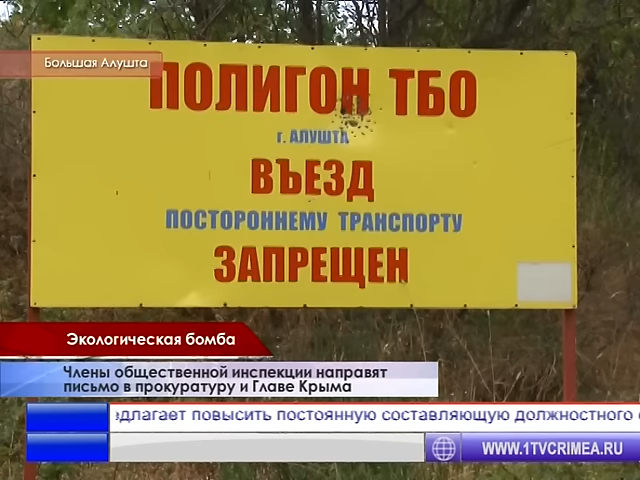 Большая Алушта
ПОЛИГОН ТБО
г. АЛУШТА
ВЪЕЗД
ПОСТОРОННЕМУ ТРАНСПОРТУ
ЗАПРЕЩЕН
Экологическая бомба
Члены общественной инспекции направят
письмо в прокуратуру и Главе Крыма
едлагает повысить постоянную составляющую должностного
WWW.1TVCRIMEA.RU